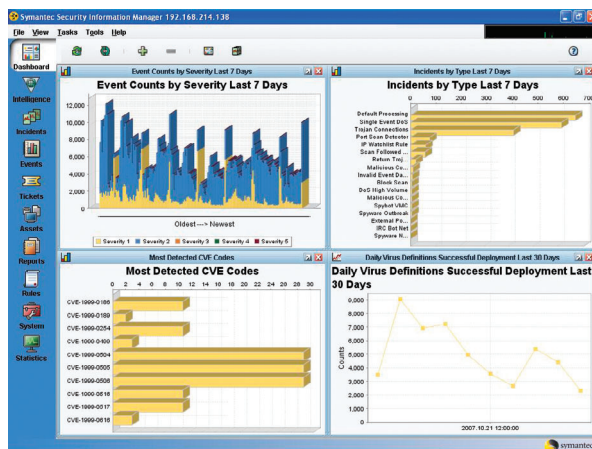 Symantec Security Information Manager 192.168.214.138
File View Tasks Tools Help
Dashboard
Intelligence
Incidents
Events
Tickets
Assets
Reports
Rules
System
Statistics
Event Counts by Severity Last 7 Days
Event Counts by Severity Last 7 Days
12,000
10,000
8,000
6,000
4,000
2,000
0
Oldest ---> Newest
Severity 1 Severity 2 Severity 3 Severity 4 Severity 5
Incidents by Type Last 7 Days
Incidents by Type Last 7 Days
0 100 200 300 400 500 600 700
Default Processing
Single Event DoS
Trojan Connections
Port Scan Detector
IP Watchlist Rule
Scan Followed ...
Return Troj...
Malicious Co...
Invalid Event Da...
Block Scan
DoS High Volume
Malicious Co...
Spybot VMC
Spyware Outbreak
External Po...
IRC Bot Net
Spyware N...
Most Detected CVE Codes
Most Detected CVE Codes
0 2 4 6 8 10 12 14 16 18 20 22 24 26 28 30
CVE-1999-0186
CVE-1999-0189
CVE-1999-0254
CVE-1999-0504
CVE-1999-0505
CVE-1999-0506
CVE-1999-0517
CVE-1999-0616
Daily Virus Definitions Successful Deployment Last 30 Days
Daily Virus Definitions Successful Deployment Last
30 Days
Counts
9,000
8,000
7,000
6,000
5,000
4,000
3,000
2,000
1,000
0
2007.10.21 12:00:00
symantec